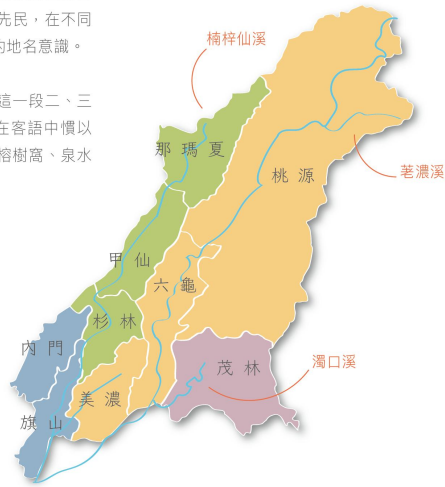 先民，在不同
的地名意識。
這一段二、三
在客語中慣以
榕樹窩、泉水
楠梓仙溪
那瑪夏
桃源
荖濃溪
甲仙
六龜
杉林
內門
茂林
濁口溪
美濃
旗山